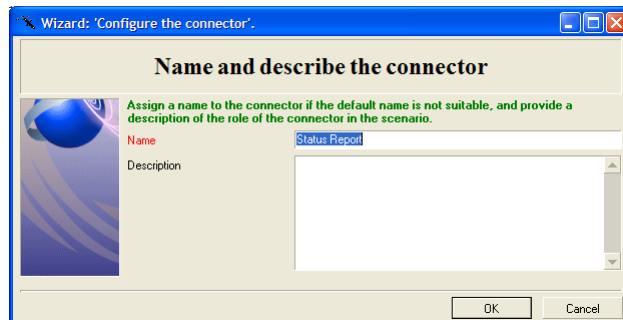 Wizard: 'Configure the connector'.
Name and describe the connector
Assign a name to the connector if the default name is not suitable, and provide a
description of the role of the connector in the scenario.
Name
Status Report
Description
OK
Cancel